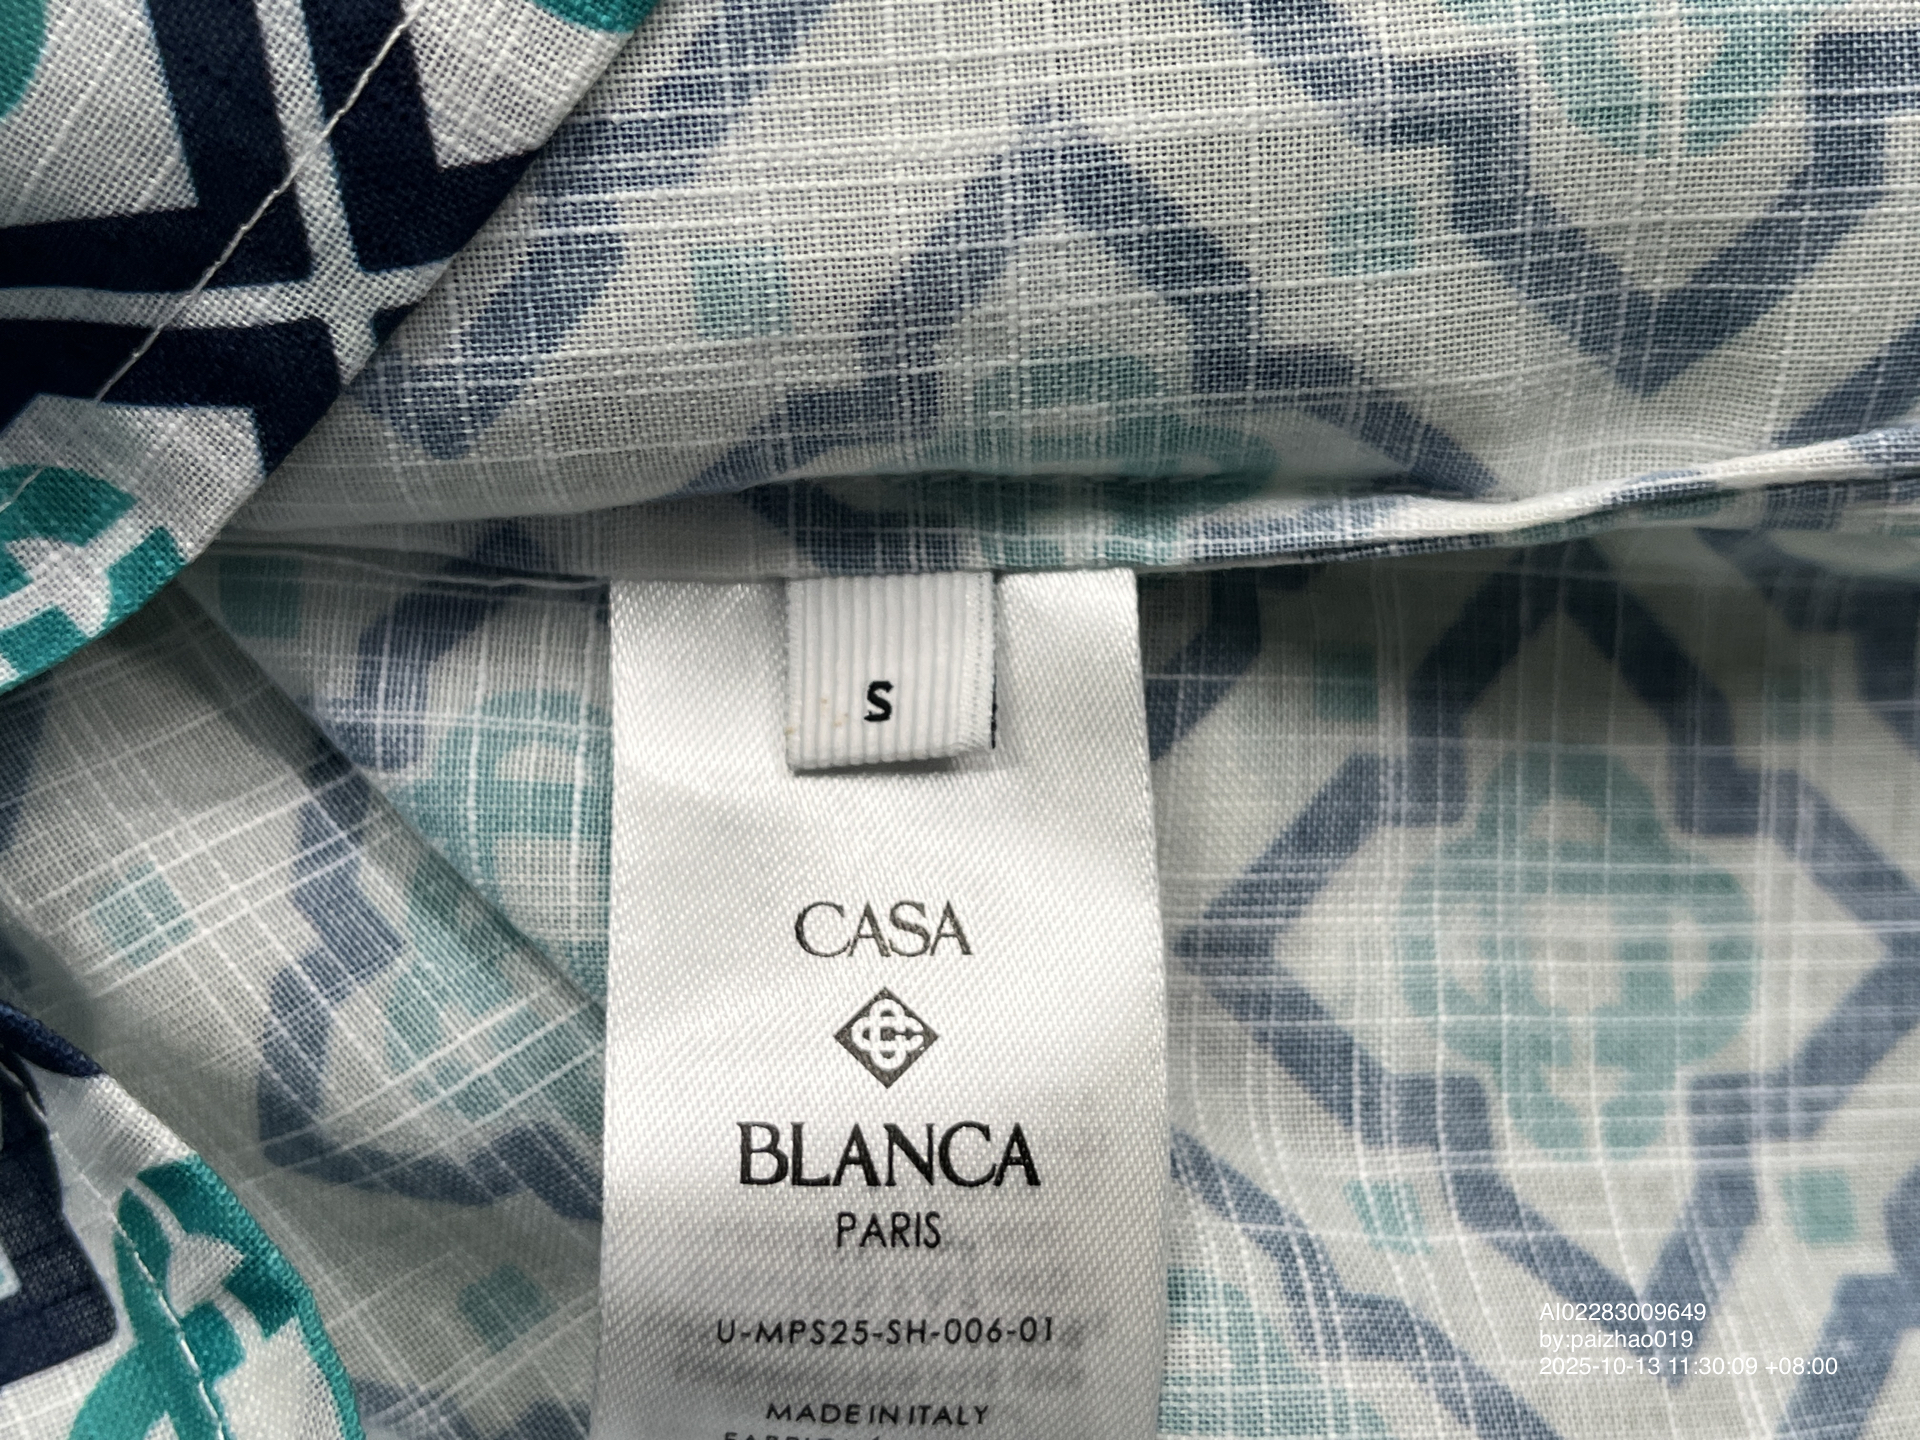 S
CASA
BLANCA
PARIS
U-MPS25-SH-006-01
MADE IN ITALY
AI02283009649
by:paizhao019
2025-10-13 11:30:09 +08:00